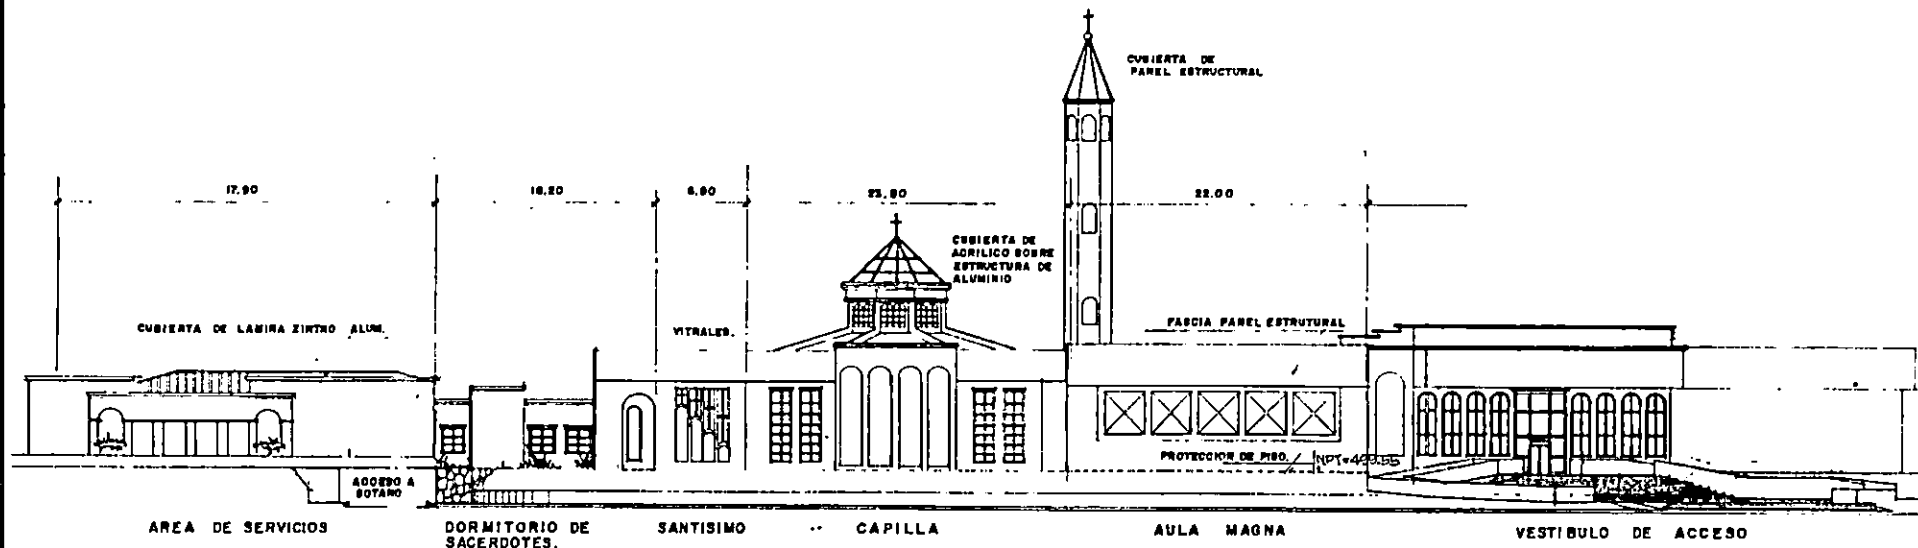 CUBIERTA DE
PANEL ESTRUCTURAL
17.90
16.20
6.90
23.80
22.00
CUBIERTA DE
ACRILICO SOBRE
ESTRUCTURA DE
ALUMINIO
CUBIERTA DE LAMINA ZINTRO ALUM.
VITRALES.
FASCIA PANEL ESTRUTURAL
PROTECCION DE PISO.
ACCESO A
SOTANO
AREA DE SERVICIOS
DORMITORIO DE
SACERDOTES.
SANTISIMO
CAPILLA
AULA MAGNA
VESTIBULO DE ACCESO